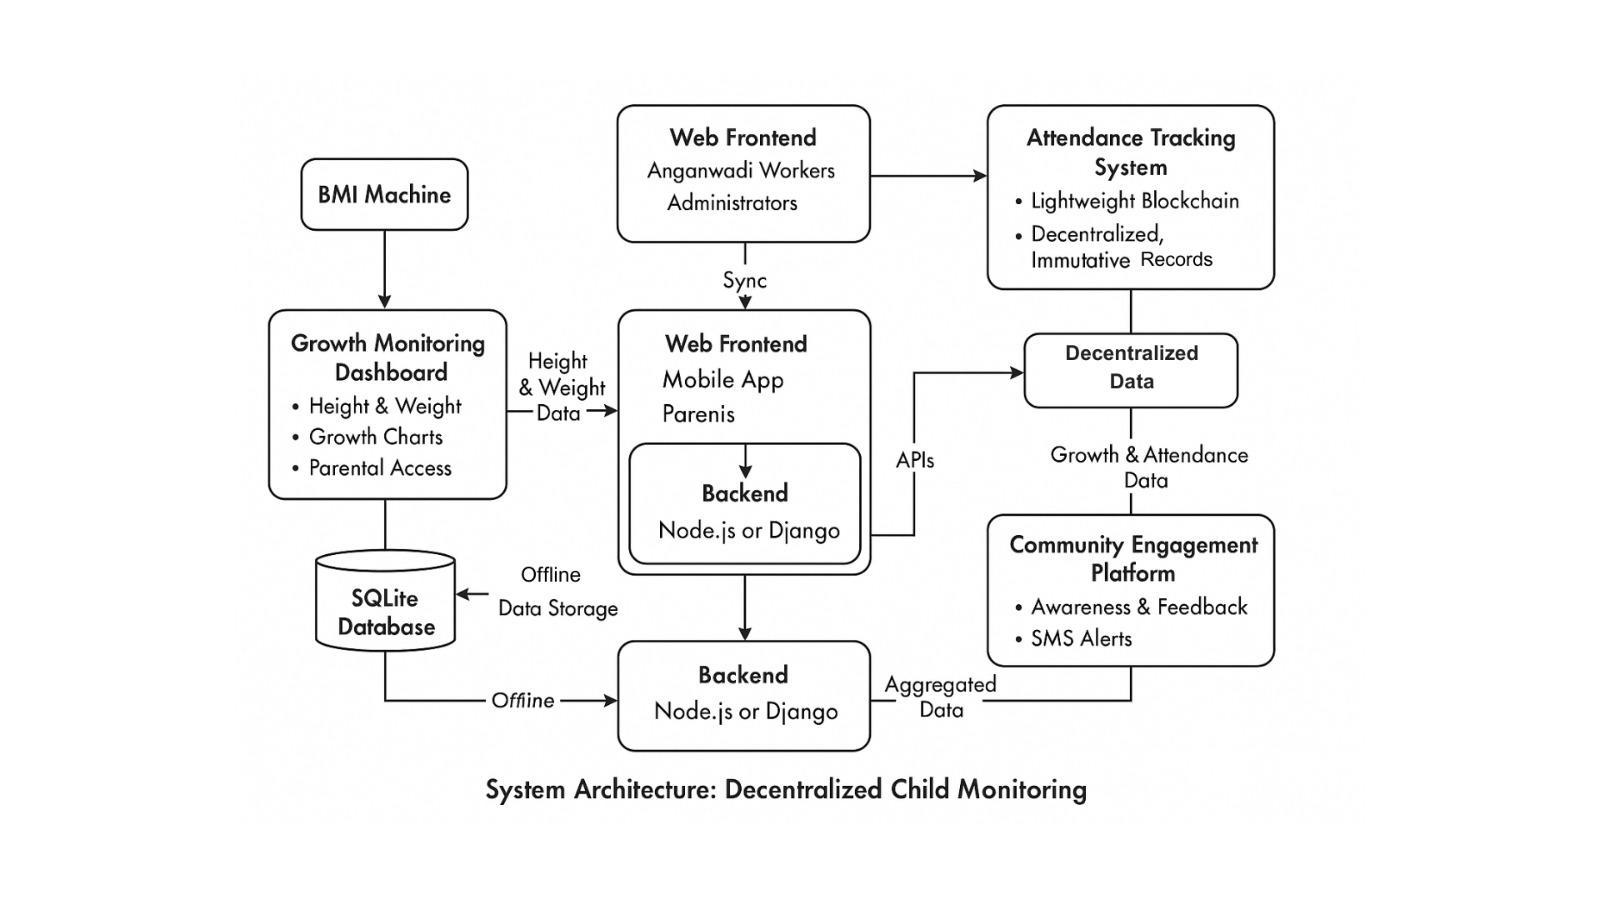 BMI Machine
Web Frontend
Anganwadi Workers
Administrators
Attendance Tracking
System
• Lightweight Blockchain
• Decentralized,
Immutative Records
Sync
Growth Monitoring
Dashboard
• Height & Weight
• Growth Charts
• Parental Access
Height
& Weight
Data
Web Frontend
Mobile App
Parenis
Backend
Node.js or Django
APIs
Decentralized
Data
Growth & Attendance
Data
Community Engagement
Platform
• Awareness & Feedback
• SMS Alerts
SQLite
Database
Offline
Data Storage
Offline
Backend
Node.js or Django
Aggregated
Data
System Architecture: Decentralized Child Monitoring